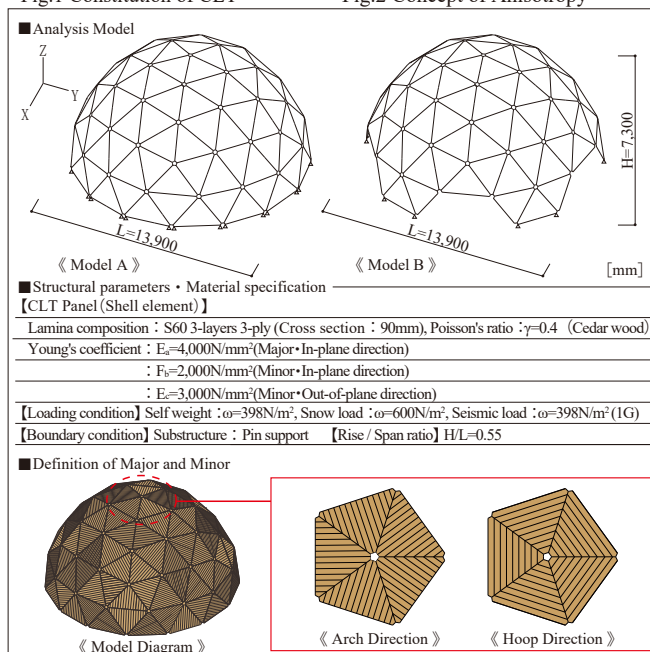 Fig.1 Constitution of CLT Fig.2 Concept of Anisotropy
■Analysis Model
Z
Y
X
H=7,300
L=13,900
L=13,900
《 Model A 》 《 Model B 》 [mm]
■Structural parameters・Material specification
【CLT Panel(Shell element)】
Lamina composition：S60 3-layers 3-ply (Cross section：90mm), Poisson's ratio：γ=0.4 (Cedar wood)
Young's coefficient：Eₐ=4,000N/mm²(Major•In-plane direction)
：F_b=2,000N/mm²(Minor•In-plane direction)
：E_c=3,000N/mm²(Minor•Out-of-plane direction)
【Loading condition】Self weight：ω=398N/m², Snow load：ω=600N/m², Seismic load：ω=398N/m² (1G)
【Boundary condition】Substructure：Pin support 【Rise / Span ratio】H/L=0.55
■Definition of Major and Minor
《 Model Diagram 》 《 Arch Direction 》 《 Hoop Direction 》